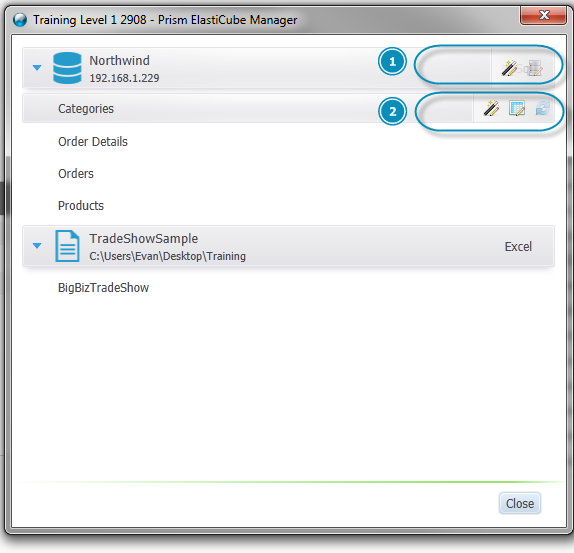 Training Level 1 2908 - Prism ElastiCube Manager
Northwind
192.168.1.229
1
Categories
2
Order Details
Orders
Products
TradeShowSample
C:\Users\Evan\Desktop\Training
Excel
BigBizTradeShow
Close